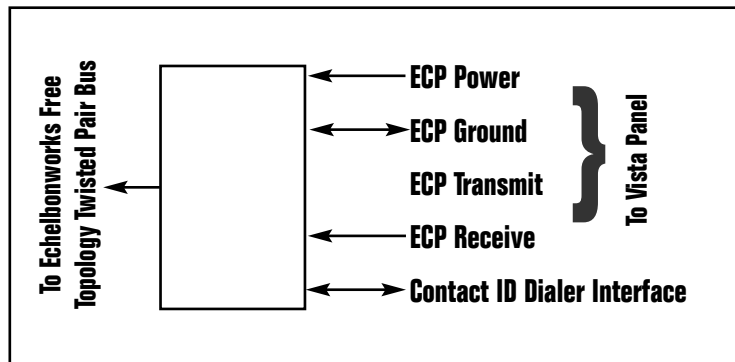 To Echelbonworks Free
Topology Twisted Pair Bus
ECP Power
ECP Ground
ECP Transmit
ECP Receive
Contact ID Dialer Interface
To Vista Panel